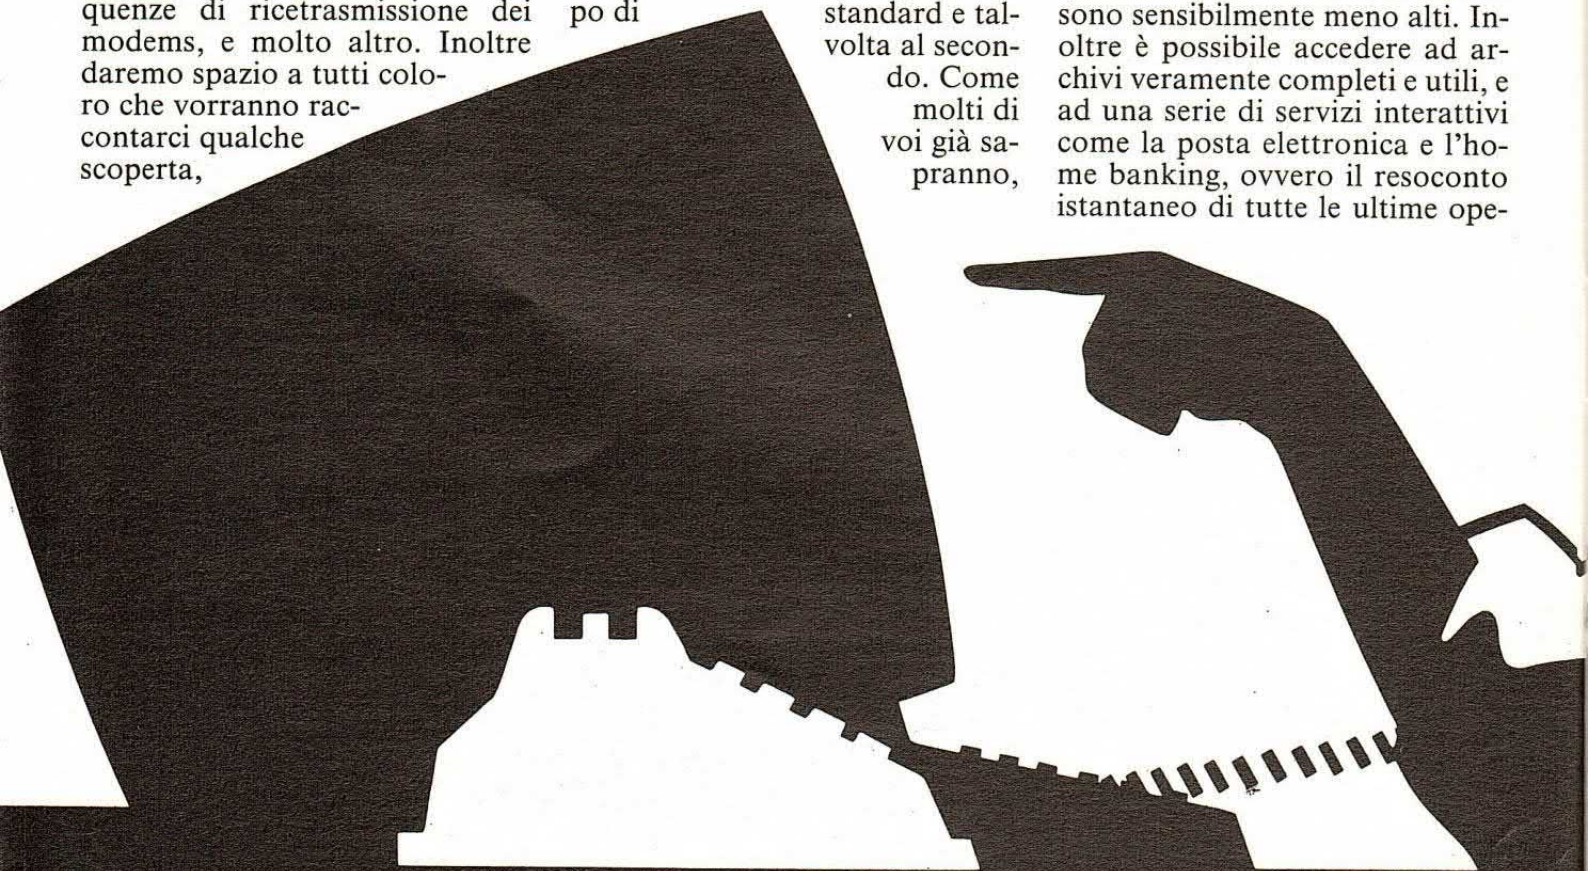 quenze di ricetrasmissione dei
modems, e molto altro. Inoltre
daremo spazio a tutti colo-
ro che vorranno rac-
contarci qualche
scoperta,
po di
standard e tal-
volta al secon-
do. Come
molti di
voi già sa-
pranno,
sono sensibilmente meno alti. In-
oltre è possibile accedere ad ar-
chivi veramente completi e utili, e
ad una serie di servizi interattivi
come la posta elettronica e l'ho-
me banking, ovvero il resoconto
istantaneo di tutte le ultime ope-